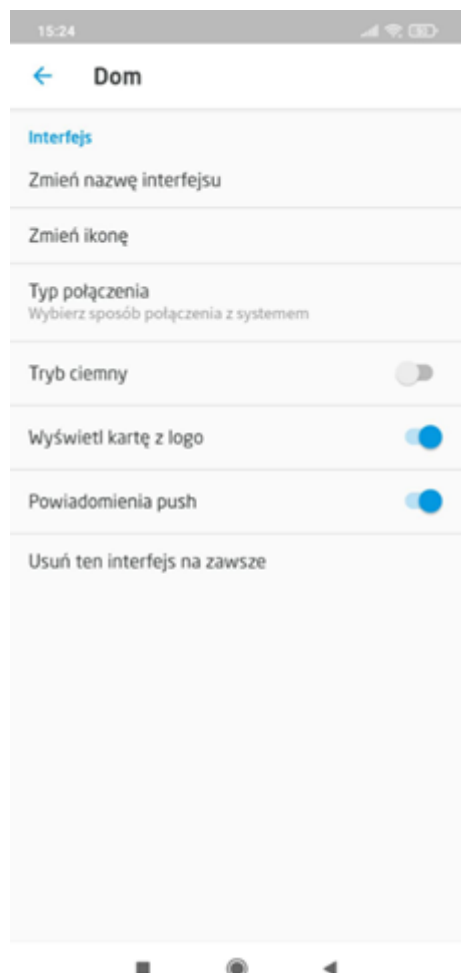 15:24
Dom
Interfejs
Zmień nazwę interfejsu
Zmień ikonę
Typ połączenia
Wybierz sposób połączenia z systemem
Tryb ciemny
Wyświetl kartę z logo
Powiadomienia push
Usuń ten interfejs na zawsze